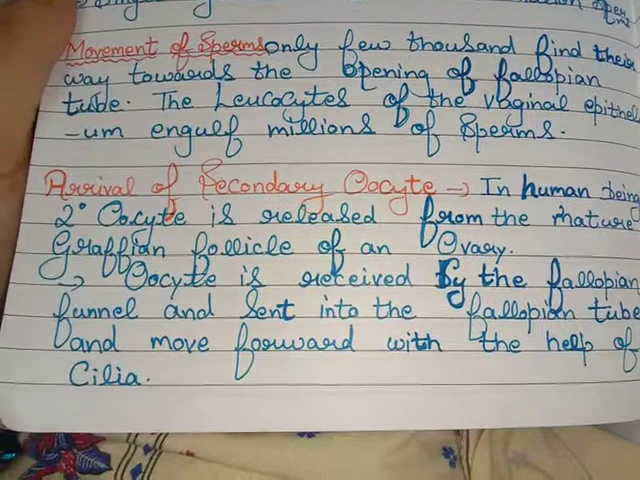 Movement of Sperms only few thousand find their
way towards the opening of fallopian
tube. The Leucocytes of the vaginal epithel
-um engulf millions of sperms.
Arrival of Secondary Oocyte → In human being
2° Oocyte is released from the mature
Graffian follicle of an Ovary.
→ Oocyte is received by the fallopian
funnel and sent into the fallopian tube
and move forward with the help of
Cilia.